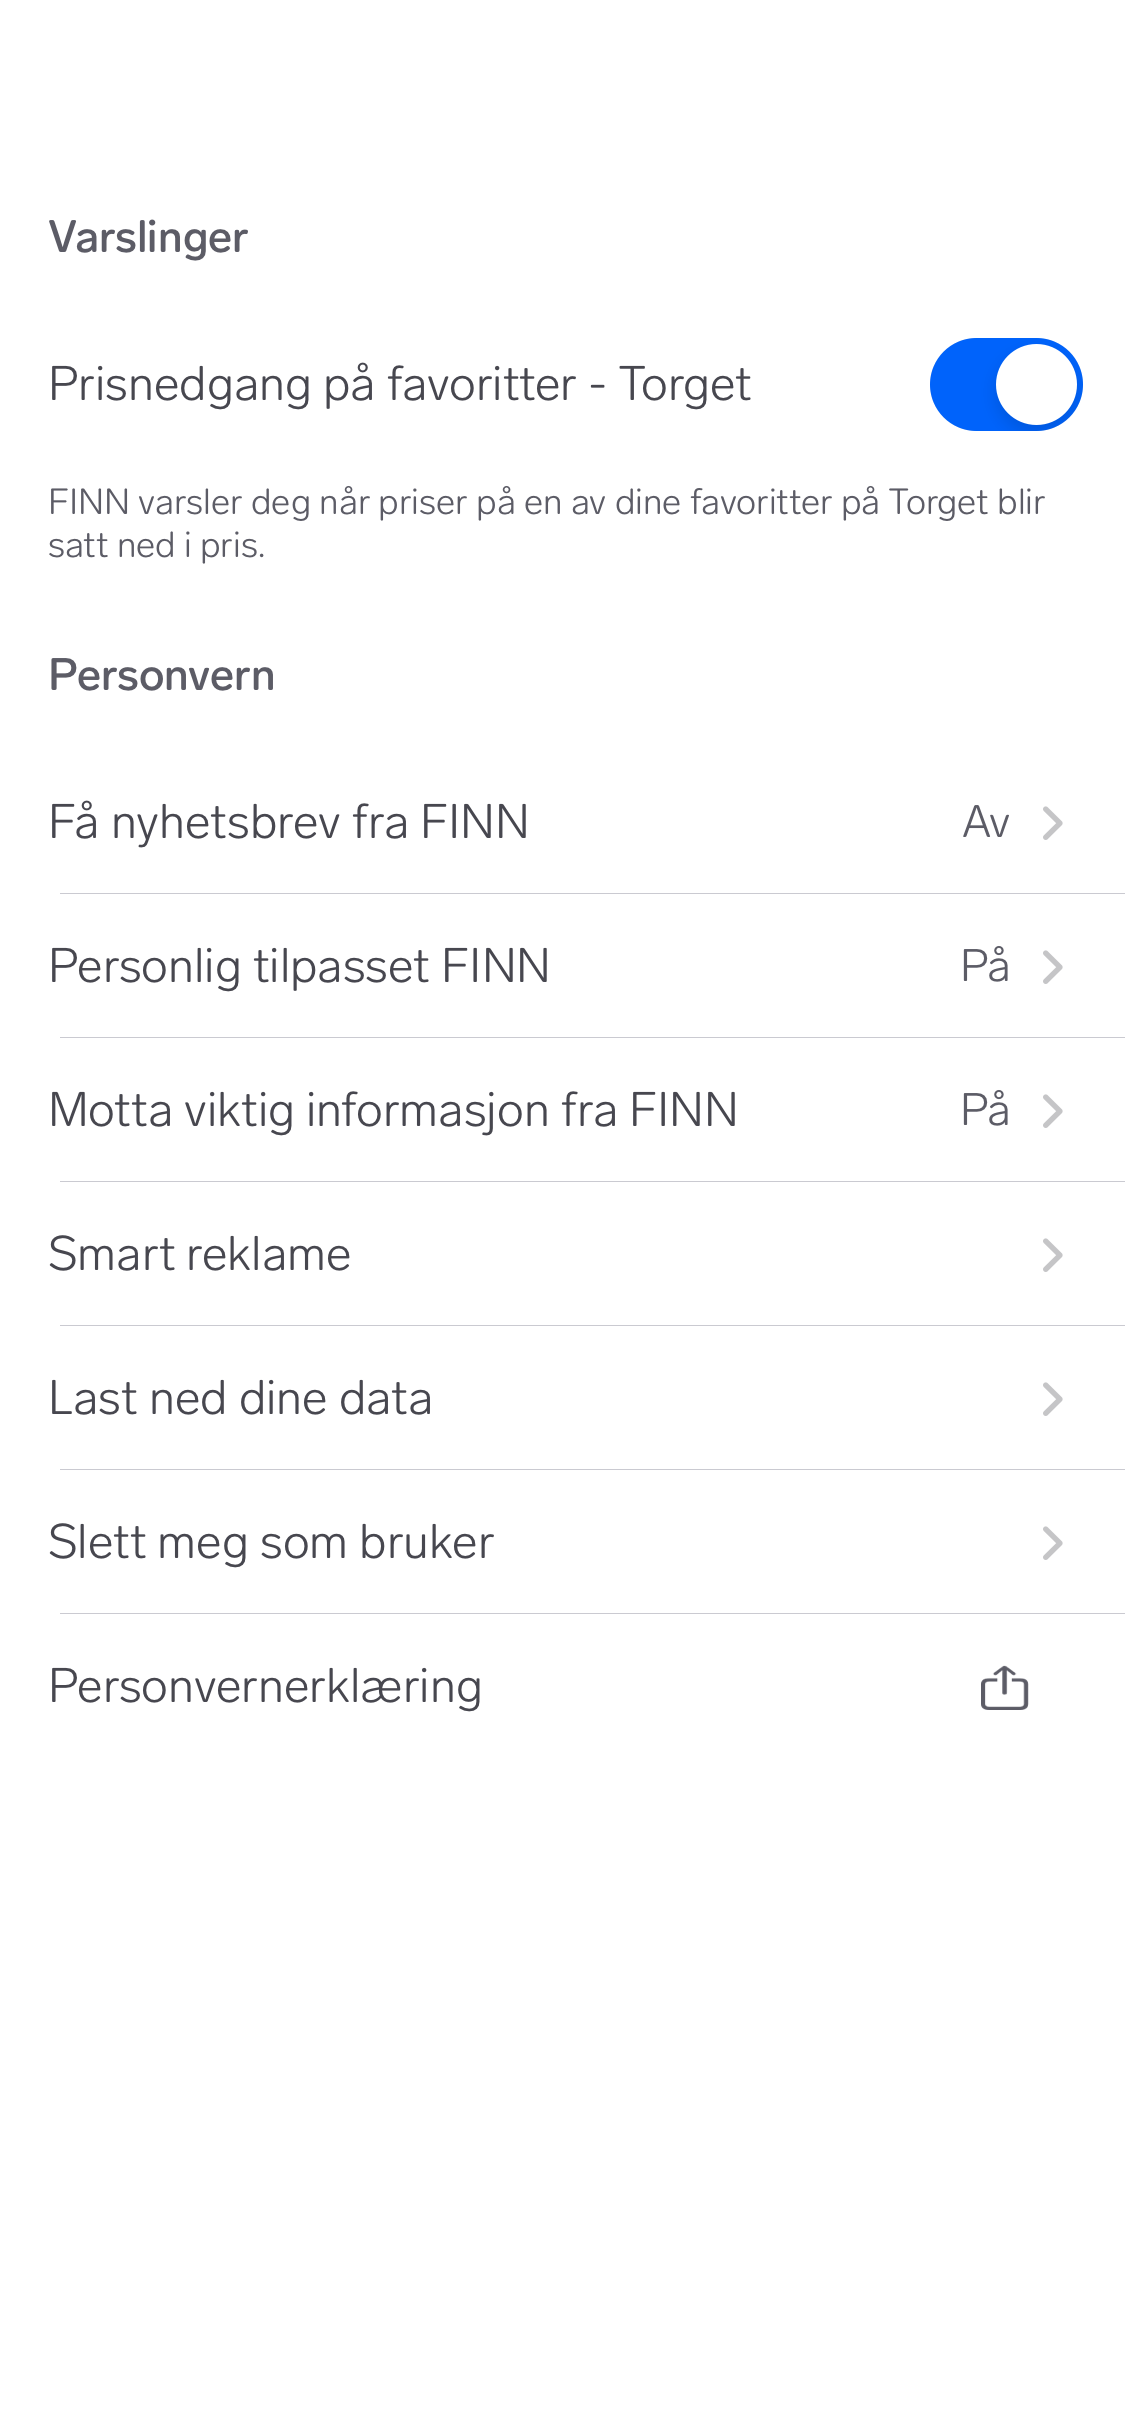 Varslinger
Prisnedgang på favoritter - Torget
FINN varsler deg når priser på en av dine favoritter på Torget blir
satt ned i pris.
Personvern
Få nyhetsbrev fra FINN Av
Personlig tilpasset FINN På
Motta viktig informasjon fra FINN På
Smart reklame
Last ned dine data
Slett meg som bruker
Personvernerklæring